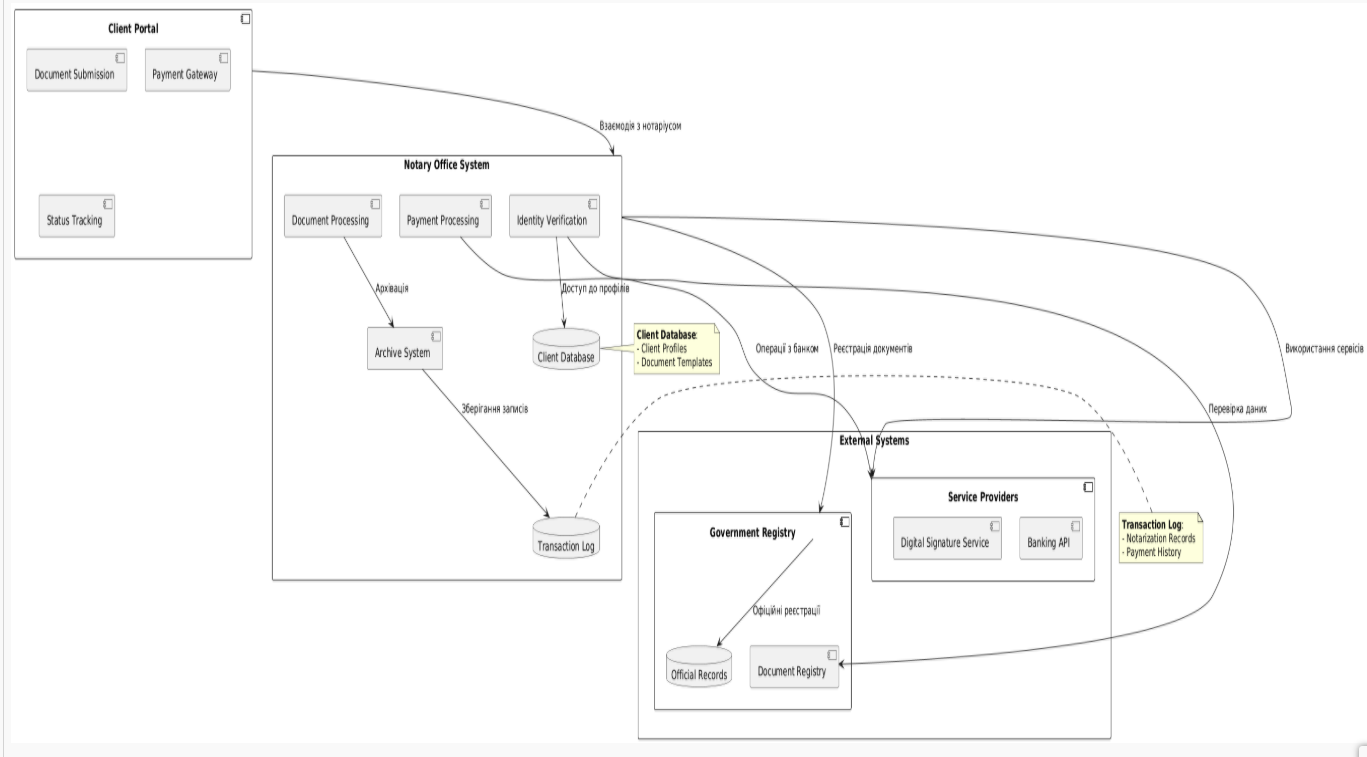 Client Portal
Document Submission
Payment Gateway
Status Tracking
Взаємодія з нотаріусом
Notary Office System
Document Processing
Payment Processing
Identity Verification
Архівація
Доступ до профілів
Archive System
Client Database
Client Database:
- Client Profiles
- Document Templates
Операції з банком
Реєстрація документів
Використання сервісів
Зберігання записів
Перевірка даних
Transaction Log
External Systems
Service Providers
Digital Signature Service
Banking API
Transaction Log:
- Notarization Records
- Payment History
Government Registry
Офіційні реєстрації
Official Records
Document Registry